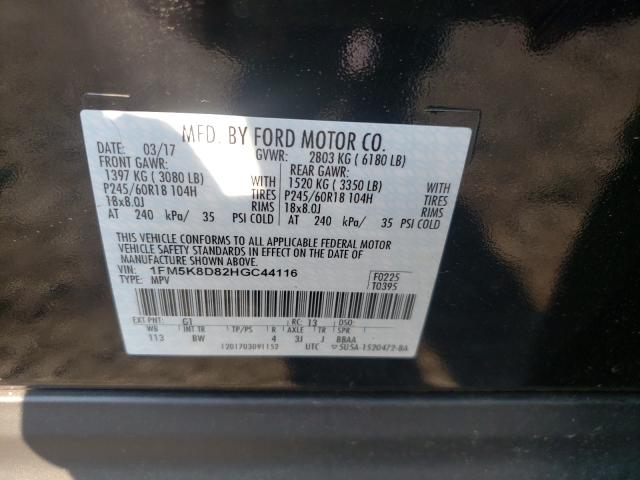 MFD. BY FORD MOTOR CO.
DATE: 03/17 GVWR: 2803 KG ( 6180 LB)
FRONT GAWR: REAR GAWR:
1397 KG ( 3080 LB) WITH 1520 KG ( 3350 LB) WITH
P245/60R18 104H TIRES P245/60R18 104H TIRES
18x8.0J RIMS 18x8.0J RIMS
AT 240 kPa/ 35 PSI COLD AT 240 kPa/ 35 PSI COLD
THIS VEHICLE CONFORMS TO ALL APPLICABLE FEDERAL MOTOR
VEHICLE SAFETY STANDARDS IN EFFECT ON THE DATE OF
MANUFACTURE SHOWN ABOVE.
VIN: 1FM5K8D82HGC44116 F0225
TYPE: MPV T0395
EXT PNT: G1 RC: 13 DSO:
WB INT TR TP/PS R AXLE TR SPR
113 BW 4 3J J BBAA
1201703091152 UTC 5U5A-1520472-BA